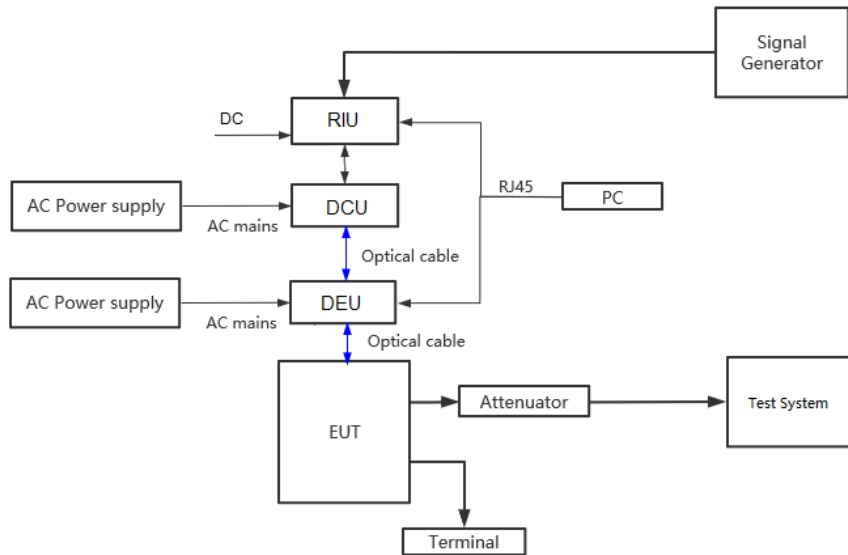 Signal
Generator
DC
RIU
RJ45
PC
AC Power supply
AC mains
DCU
Optical cable
AC Power supply
AC mains
DEU
Optical cable
EUT
Attenuator
Test System
Terminal